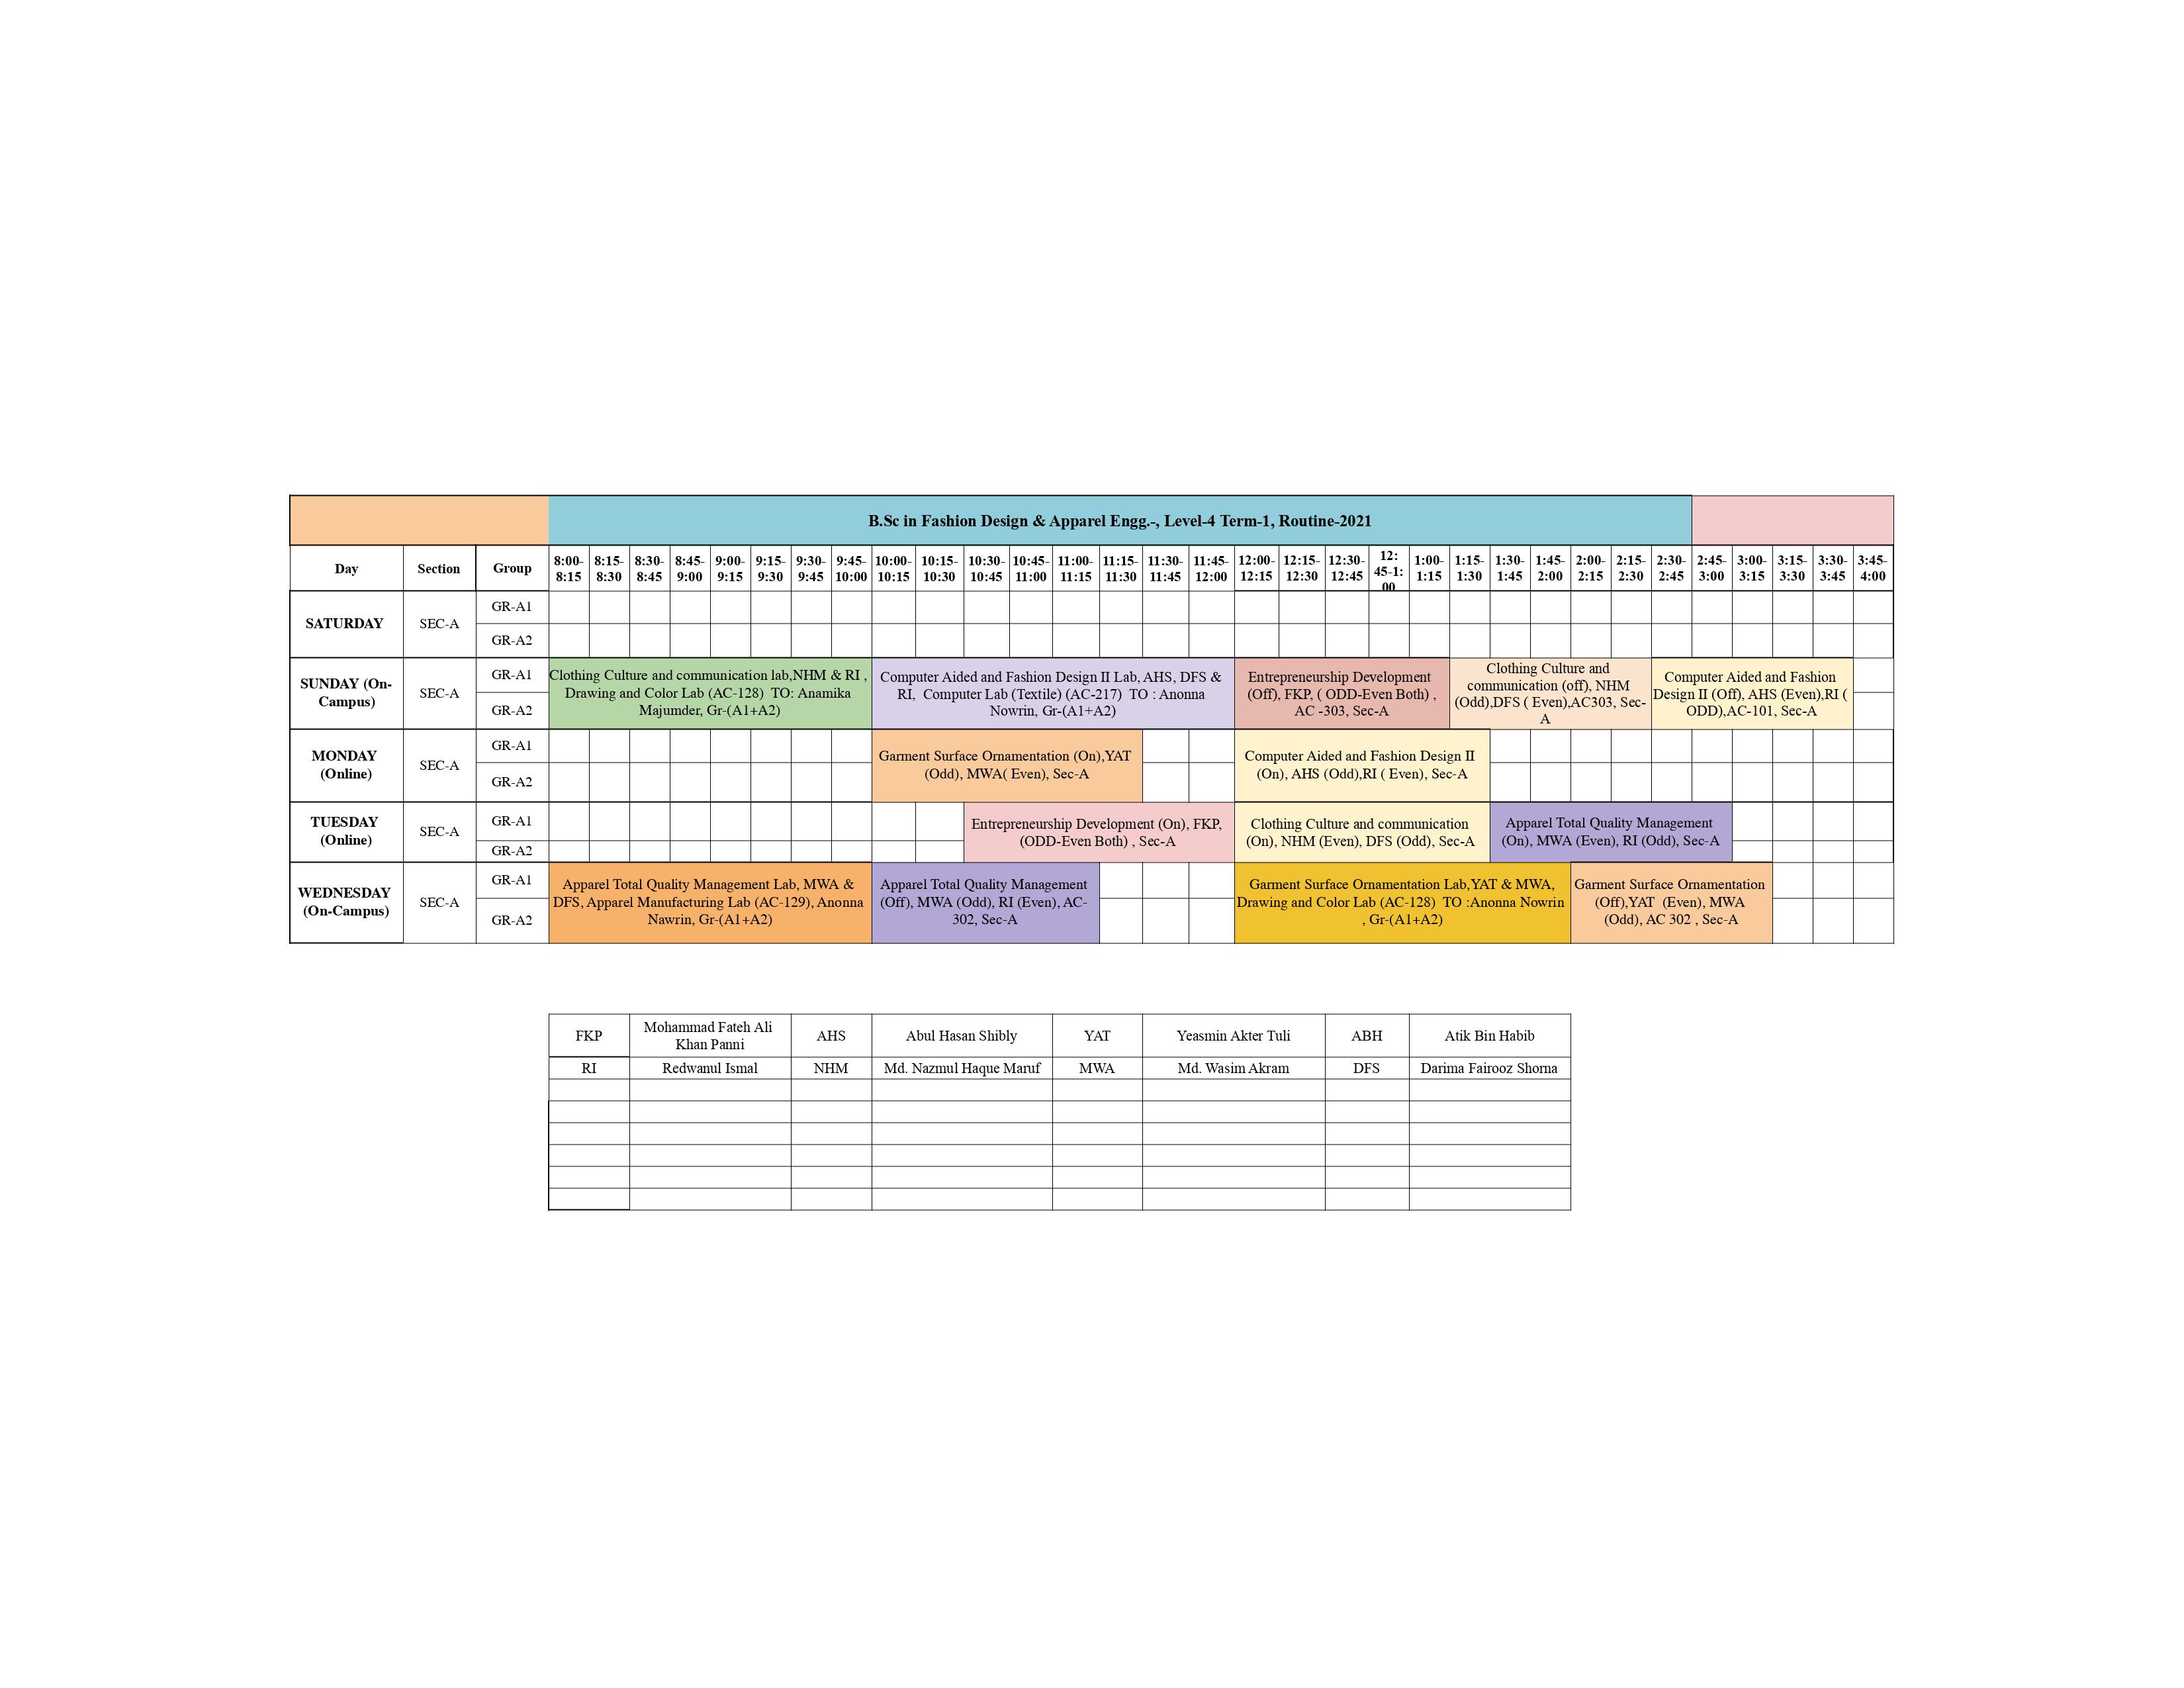 B.Sc in Fashion Design & Apparel Engg.-, Level-4 Term-1, Routine-2021
Day
Section
Group
8:00-
8:15
8:15-
8:30
8:30-
8:45
8:45-
9:00
9:00-
9:15
9:15-
9:30
9:30-
9:45
9:45-
10:00
10:00-
10:15
10:15-
10:30
10:30-
10:45
10:45-
11:00
11:00-
11:15
11:15-
11:30
11:30-
11:45
11:45-
12:00
12:00-
12:15
12:15-
12:30
12:30-
12:45
12:
45-1:
00
1:00-
1:15
1:15-
1:30
1:30-
1:45
1:45-
2:00
2:00-
2:15
2:15-
2:30
2:30-
2:45
2:45-
3:00
3:00-
3:15
3:15-
3:30
3:30-
3:45
3:45-
4:00
SATURDAY
SEC-A
GR-A1
GR-A2
SUNDAY (On-
Campus)
SEC-A
GR-A1
GR-A2
Clothing Culture and communication lab,NHM & RI ,
Drawing and Color Lab (AC-128) TO: Anamika
Majumder, Gr-(A1+A2)
Computer Aided and Fashion Design II Lab, AHS, DFS &
RI, Computer Lab (Textile) (AC-217) TO : Anonna
Nowrin, Gr-(A1+A2)
Entrepreneurship Development
(Off), FKP, ( ODD-Even Both) ,
AC -303, Sec-A
Clothing Culture and
communication (off), NHM
(Odd),DFS ( Even),AC303, Sec-
A
Computer Aided and Fashion
Design II (Off), AHS (Even),RI (
ODD),AC-101, Sec-A
MONDAY
(Online)
SEC-A
GR-A1
GR-A2
Garment Surface Ornamentation (On),YAT
(Odd), MWA( Even), Sec-A
Computer Aided and Fashion Design II
(On), AHS (Odd),RI ( Even), Sec-A
TUESDAY
(Online)
SEC-A
GR-A1
GR-A2
Entrepreneurship Development (On), FKP,
(ODD-Even Both) , Sec-A
Clothing Culture and communication
(On), NHM (Even), DFS (Odd), Sec-A
Apparel Total Quality Management
(On), MWA (Even), RI (Odd), Sec-A
WEDNESDAY
(On-Campus)
SEC-A
GR-A1
GR-A2
Apparel Total Quality Management Lab, MWA &
DFS, Apparel Manufacturing Lab (AC-129), Anonna
Nawrin, Gr-(A1+A2)
Apparel Total Quality Management
(Off), MWA (Odd), RI (Even), AC-
302, Sec-A
Garment Surface Ornamentation Lab,YAT & MWA,
Drawing and Color Lab (AC-128) TO :Anonna Nowrin
, Gr-(A1+A2)
Garment Surface Ornamentation
(Off),YAT (Even), MWA
(Odd), AC 302 , Sec-A
FKP
Mohammad Fateh Ali
Khan Panni
AHS
Abul Hasan Shibly
YAT
Yeasmin Akter Tuli
ABH
Atik Bin Habib
RI
Redwanul Ismal
NHM
Md. Nazmul Haque Maruf
MWA
Md. Wasim Akram
DFS
Darima Fairooz Shorna